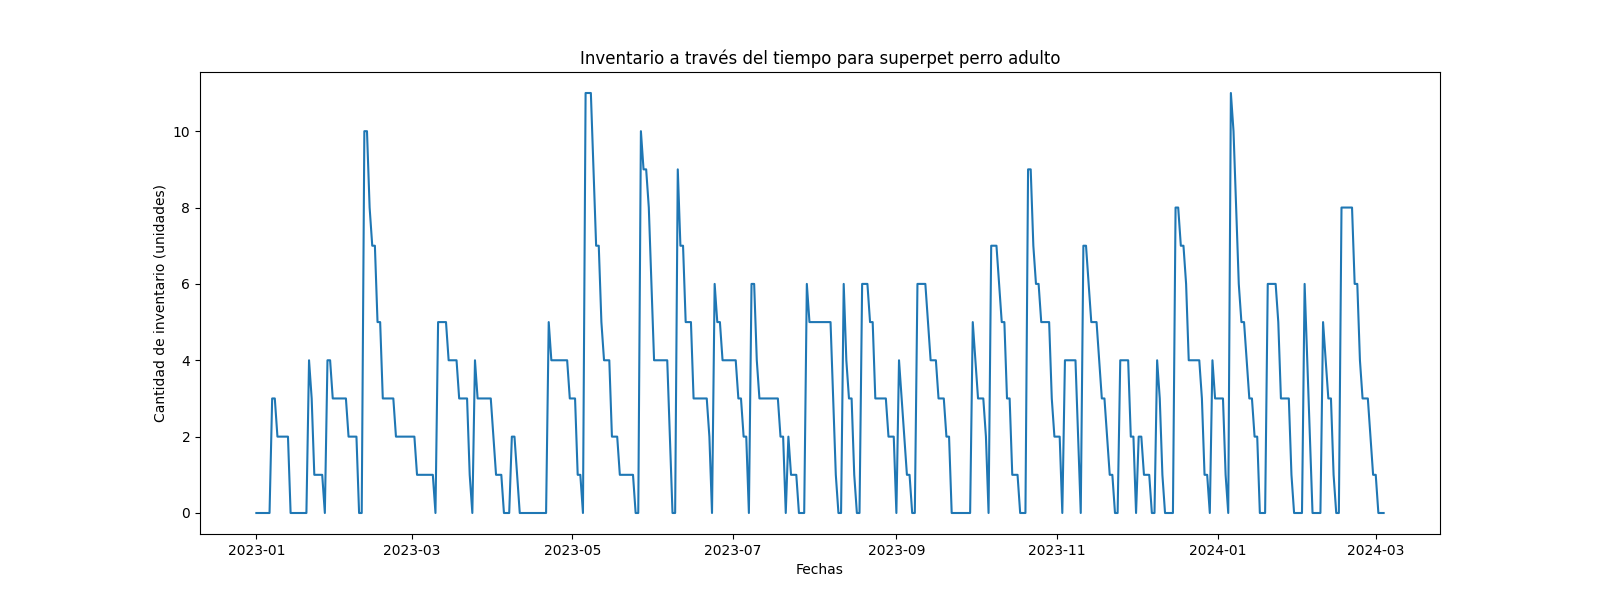 Inventario a través del tiempo para superpet perro adulto
Cantidad de inventario (unidades)
10
8
6
4
2
0
2023-01 2023-03 2023-05 2023-07 2023-09 2023-11 2024-01 2024-03
Fechas